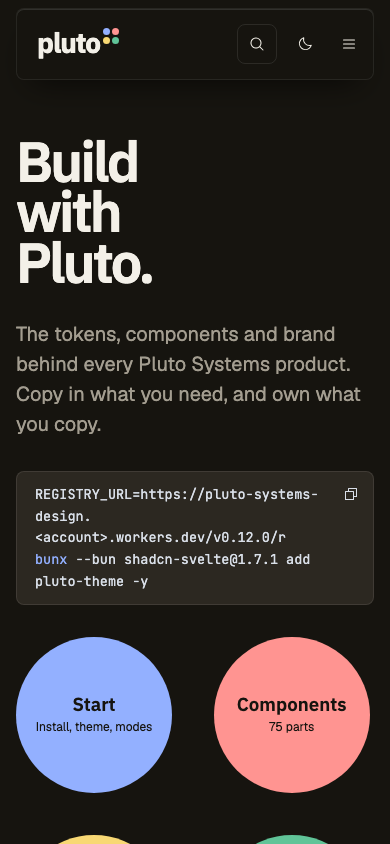 pluto
Build
with
Pluto.
The tokens, components and brand
behind every Pluto Systems product.
Copy in what you need, and own what
you copy.
REGISTRY_URL=https://pluto-systems-
design.
<account>.workers.dev/v0.12.0/r
bunx --bun shadcn-svelte@1.7.1 add
pluto-theme -y
Start
Install, theme, modes
Components
75 parts